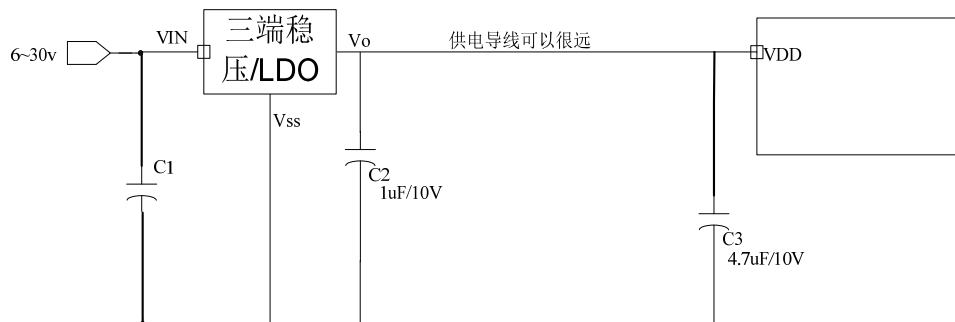 6~30v
VIN
三端稳
压/LDO
Vo
供电导线可以很远
VDD
Vss
C1
C2
1uF/10V
C3
4.7uF/10V